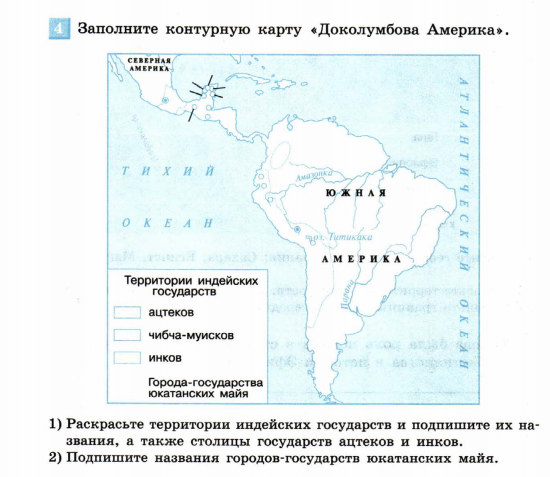 4 Заполните контурную карту «Доколумбова Америка».
СЕВЕРНАЯ
АМЕРИКА
АТЛАНТИЧЕСКИЙ ОКЕАН
ТИХИЙ
ОКЕАН
Амазонка
ЮЖНАЯ
оз. Титикака
АМЕРИКА
Парана
Территории индейских
государств
ацтеков
чибча-муисков
инков
Города-государства
юкатанских майя
1) Раскрасьте территории индейских государств и подпишите их на-
звания, а также столицы государств ацтеков и инков.
2) Подпишите названия городов-государств юкатанских майя.